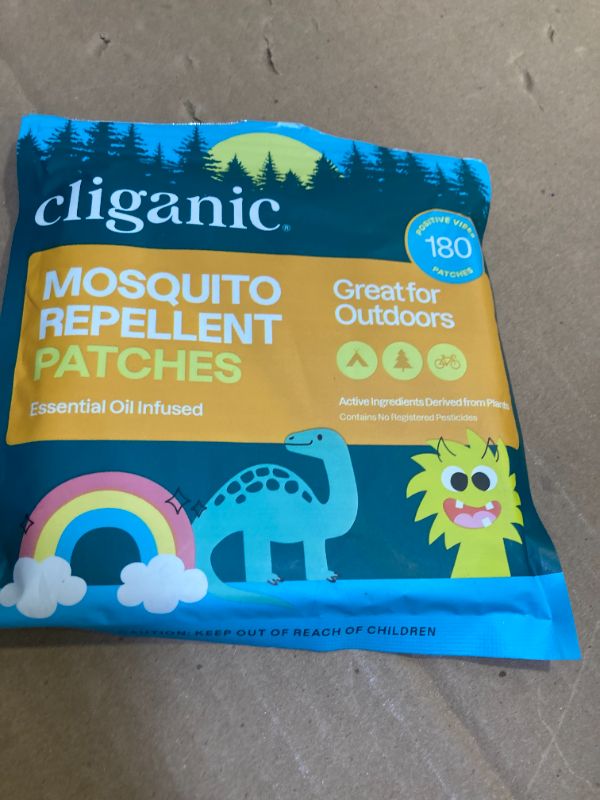 cliganic®
POSITIVE VIBES
180
PATCHES
MOSQUITO
REPELLENT
PATCHES
Essential Oil Infused
Great for
Outdoors
Active Ingredients Derived from Plants
Contains No Registered Pesticides
CAUTION: KEEP OUT OF REACH OF CHILDREN